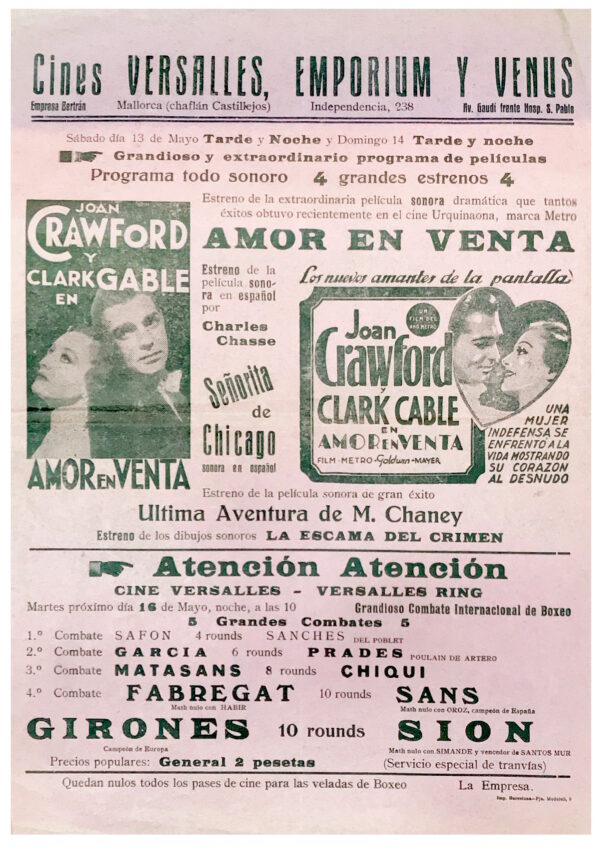 Cines VERSALLES, EMPORIUM Y VENUS
Empresa Bertrán Mallorca (chaflán Castillejos) Independencia, 238 Av. Gaudí frente Hosp. S. Pablo
Sábado día 13 de Mayo Tarde y Noche y Domingo 14 Tarde y noche
Grandioso y extraordinario programa de películas
Programa todo sonoro 4 grandes estrenos 4
Estreno de la extraordinaria película sonora dramática que tantos
éxitos obtuvo recientemente en el cine Urquinaona, marca Metro
AMOR EN VENTA
JOAN
CRAWFORD
Y
CLARK GABLE
EN
AMOR EN VENTA
Estreno de la
película sono-
ra en español
por
Charles
Chasse
Señorita
de
Chicago
sonora en español
Los nuevos amantes de la pantalla
UN
FILM DEL
AÑO METRO
Joan
Crawford
y
CLARK CABLE
EN
AMOR EN VENTA
FILM-METRO-Goldwyn-MAYER
UNA
MUJER
INDEFENSA SE
ENFRENTO A LA
VIDA MOSTRANDO
SU CORAZON
AL DESNUDO
Estreno de la película sonora de gran éxito
Ultima Aventura de M. Chaney
Estreno de los dibujos sonoros LA ESCAMA DEL CRIMEN
Atención Atención
CINE VERSALLES - VERSALLES RING
Martes próximo día 16 de Mayo, noche, a las 10 Grandioso Combate Internacional de Boxeo
5 Grandes Combates 5
1.º Combate SAFON 4 rounds SANCHES DEL POBLET
2.º Combate GARCIA 6 rounds PRADES POULAIN DE ARTERO
3.º Combate MATASANS 8 rounds CHIQUI
4.º Combate FABREGAT 10 rounds SANS
Math nulo con HABIR Math nulo con OROZ, campeón de España
GIRONES 10 rounds SION
Campeón de Europa Math nulo con SIMANDE y vencedor de SANTOS MUR
Precios populares: General 2 pesetas (Servicio especial de tranvías)
Quedan nulos todos los pases de cine para las veladas de Boxeo La Empresa.
Imp. Barcelona-Pje.